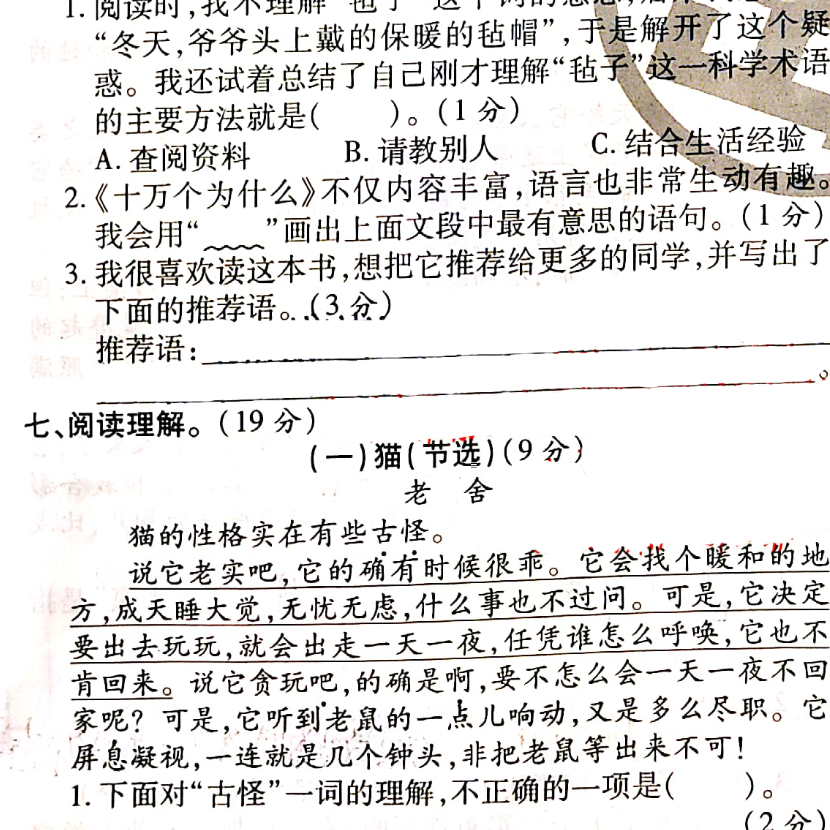 1.阅读时,我不理解“毡子”这个词的意思,
“冬天,爷爷头上戴的保暖的毡帽”,于是解开了这个疑
惑。我还试着总结了自己刚才理解“毡子”这一科学术语
的主要方法就是(  )。(1分)
A.查阅资料 B.请教别人 C.结合生活经验
2.《十万个为什么》不仅内容丰富,语言也非常生动有趣。
我会用“﹏﹏”画出上面文段中最有意思的语句。(1分)
3.我很喜欢读这本书,想把它推荐给更多的同学,并写出了
下面的推荐语。(3分)
推荐语:
。
七、阅读理解。(19分)
(一)猫(节选)(9分)
老 舍
猫的性格实在有些古怪。
说它老实吧,它的确有时候很乖。它会找个暖和的地
方,成天睡大觉,无忧无虑,什么事也不过问。可是,它决定
要出去玩玩,就会出走一天一夜,任凭谁怎么呼唤,它也不
肯回来。说它贪玩吧,的确是啊,要不怎么会一天一夜不回
家呢?可是,它听到老鼠的一点儿响动,又是多么尽职。它
屏息凝视,一连就是几个钟头,非把老鼠等出来不可!
1.下面对“古怪”一词的理解,不正确的一项是(  )。
(2分)